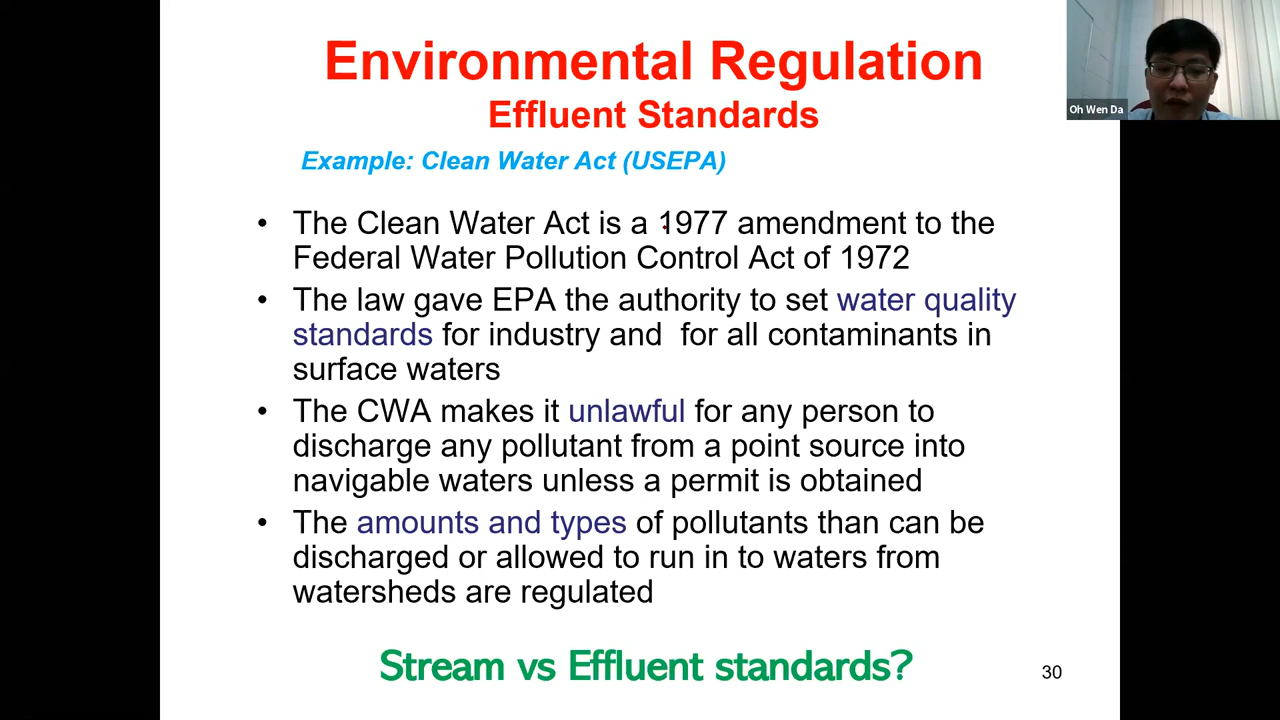 Environmental Regulation
Effluent Standards
Example: Clean Water Act (USEPA)
Oh Wen Da
• The Clean Water Act is a 1977 amendment to the
Federal Water Pollution Control Act of 1972
• The law gave EPA the authority to set water quality
standards for industry and  for all contaminants in
surface waters
• The CWA makes it unlawful for any person to
discharge any pollutant from a point source into
navigable waters unless a permit is obtained
• The amounts and types of pollutants than can be
discharged or allowed to run in to waters from
watersheds are regulated
Stream vs Effluent standards?
30